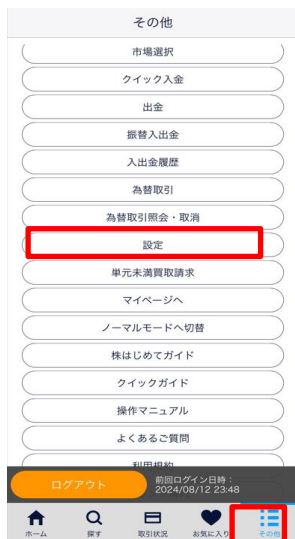 その他
市場選択
クイック入金
出金
振替入出金
入出金履歴
為替取引
為替取引照会・取消
設定
単元未満買取請求
マイページへ
ノーマルモードへ切替
株はじめてガイド
クイックガイド
操作マニュアル
よくあるご質問
利用規約
ログアウト
前回ログイン日時：
2024/08/12 23:48
ホーム
探す
取引状況
お気に入り
その他